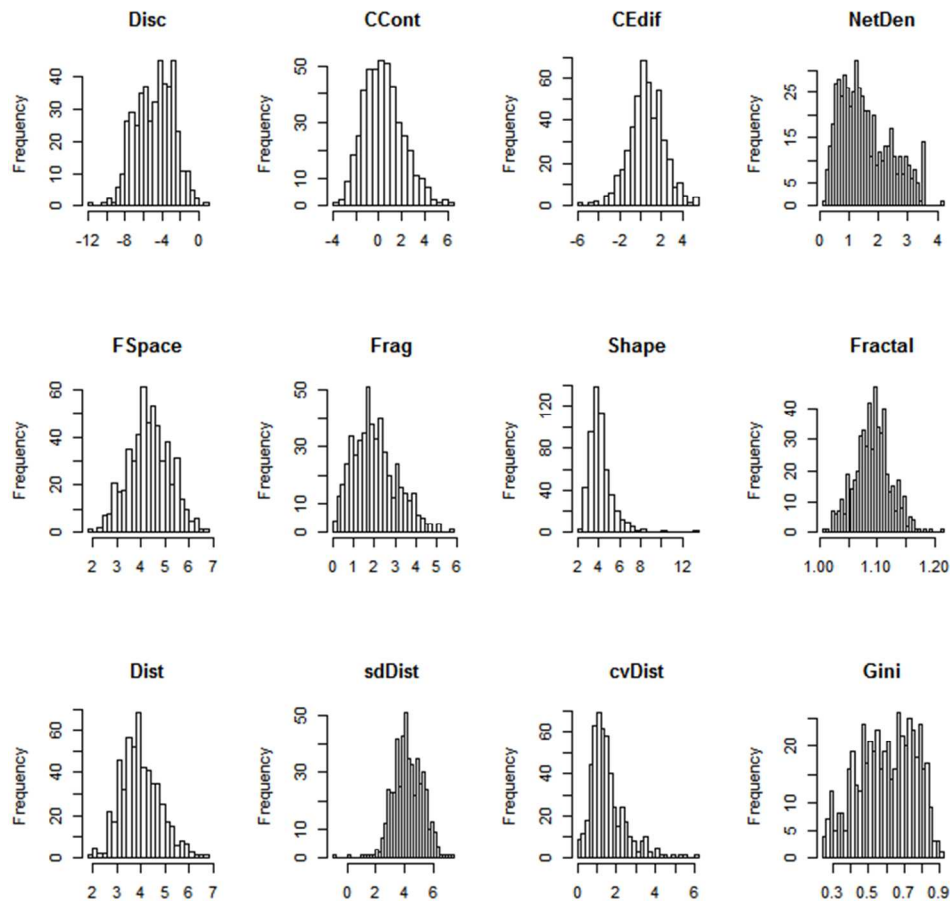 Disc
Frequency
0 10 20 30 40
-12 -8 -4 0
CCont
Frequency
0 10 30 50
-4 0 2 4 6
CEdif
Frequency
0 20 40 60
-6 -2 2 4
NetDen
Frequency
0 5 15 25
0 1 2 3 4
FSpace
Frequency
0 20 40 60
2 3 4 5 6 7
Frag
Frequency
0 10 30 50
0 1 2 3 4 5 6
Shape
Frequency
0 40 80 120
2 4 6 8 12
Fractal
Frequency
0 10 20 30 40
1.00 1.10 1.20
Dist
Frequency
0 20 40 60
2 3 4 5 6 7
sdDist
Frequency
0 10 30 50
0 2 4 6
cvDist
Frequency
0 20 40 60
0 1 2 4 6
Gini
Frequency
0 5 10 20
0.3 0.5 0.7 0.9